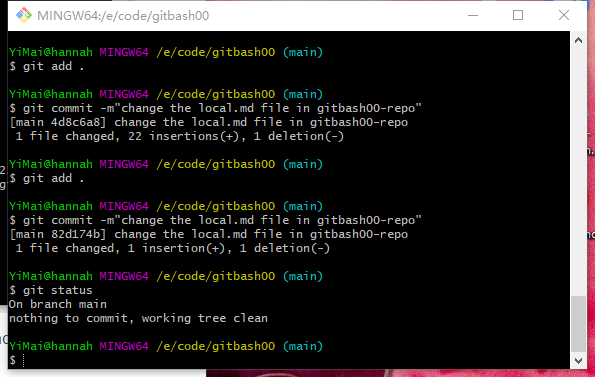 MINGW64:/e/code/gitbash00
YiMai@hannah MINGW64 /e/code/gitbash00 (main)
$ git add .
YiMai@hannah MINGW64 /e/code/gitbash00 (main)
$ git commit -m"change the local.md file in gitbash00-repo"
[main 4d8c6a8] change the local.md file in gitbash00-repo
1 file changed, 22 insertions(+), 1 deletion(-)
YiMai@hannah MINGW64 /e/code/gitbash00 (main)
$ git add .
YiMai@hannah MINGW64 /e/code/gitbash00 (main)
$ git commit -m"change the local.md file in gitbash00-repo"
[main 82d174b] change the local.md file in gitbash00-repo
1 file changed, 1 insertion(+), 1 deletion(-)
YiMai@hannah MINGW64 /e/code/gitbash00 (main)
$ git status
On branch main
nothing to commit, working tree clean
YiMai@hannah MINGW64 /e/code/gitbash00 (main)
$